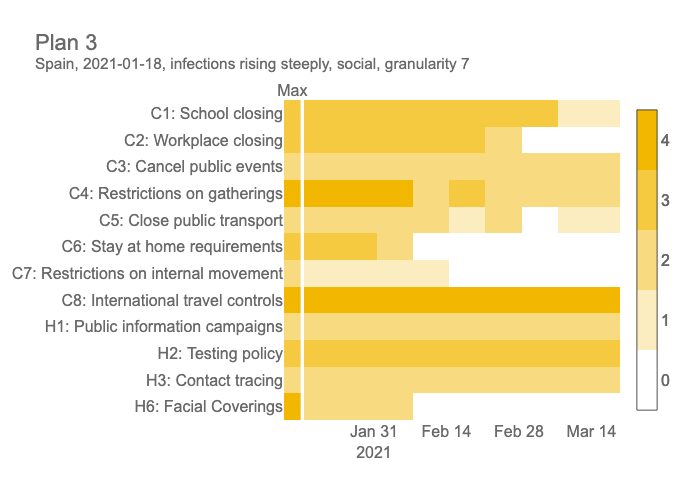 Plan 3
Spain, 2021-01-18, infections rising steeply, social, granularity 7
Max
C1: School closing
C2: Workplace closing
C3: Cancel public events
C4: Restrictions on gatherings
C5: Close public transport
C6: Stay at home requirements
C7: Restrictions on internal movement
C8: International travel controls
H1: Public information campaigns
H2: Testing policy
H3: Contact tracing
H6: Facial Coverings
Jan 31 Feb 14 Feb 28 Mar 14
2021
4
3
2
1
0